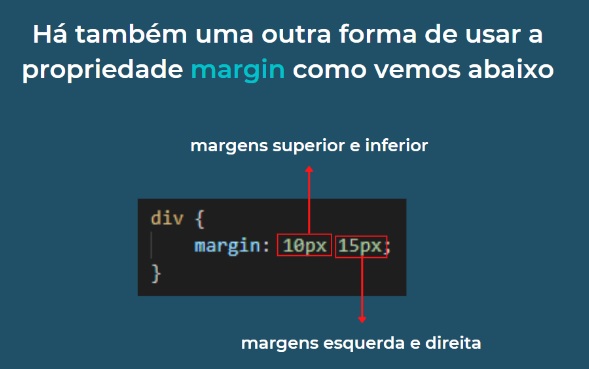 Há também uma outra forma de usar a
propriedade margin como vemos abaixo
margens superior e inferior
div {
margin: 10px 15px;
}
margens esquerda e direita